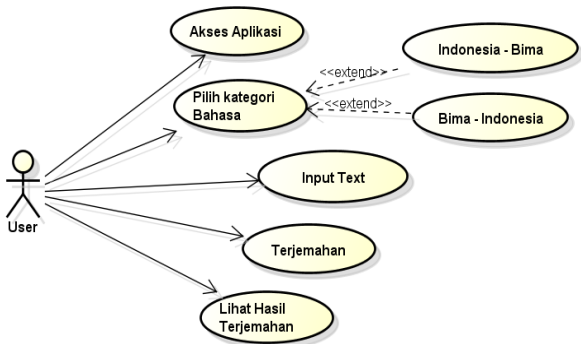 Akses Aplikasi
Indonesia - Bima
<<extend>>
Pilih kategori
Bahasa
<<extend>>
Bima - Indonesia
Input Text
User
Terjemahan
Lihat Hasil
Terjemahan